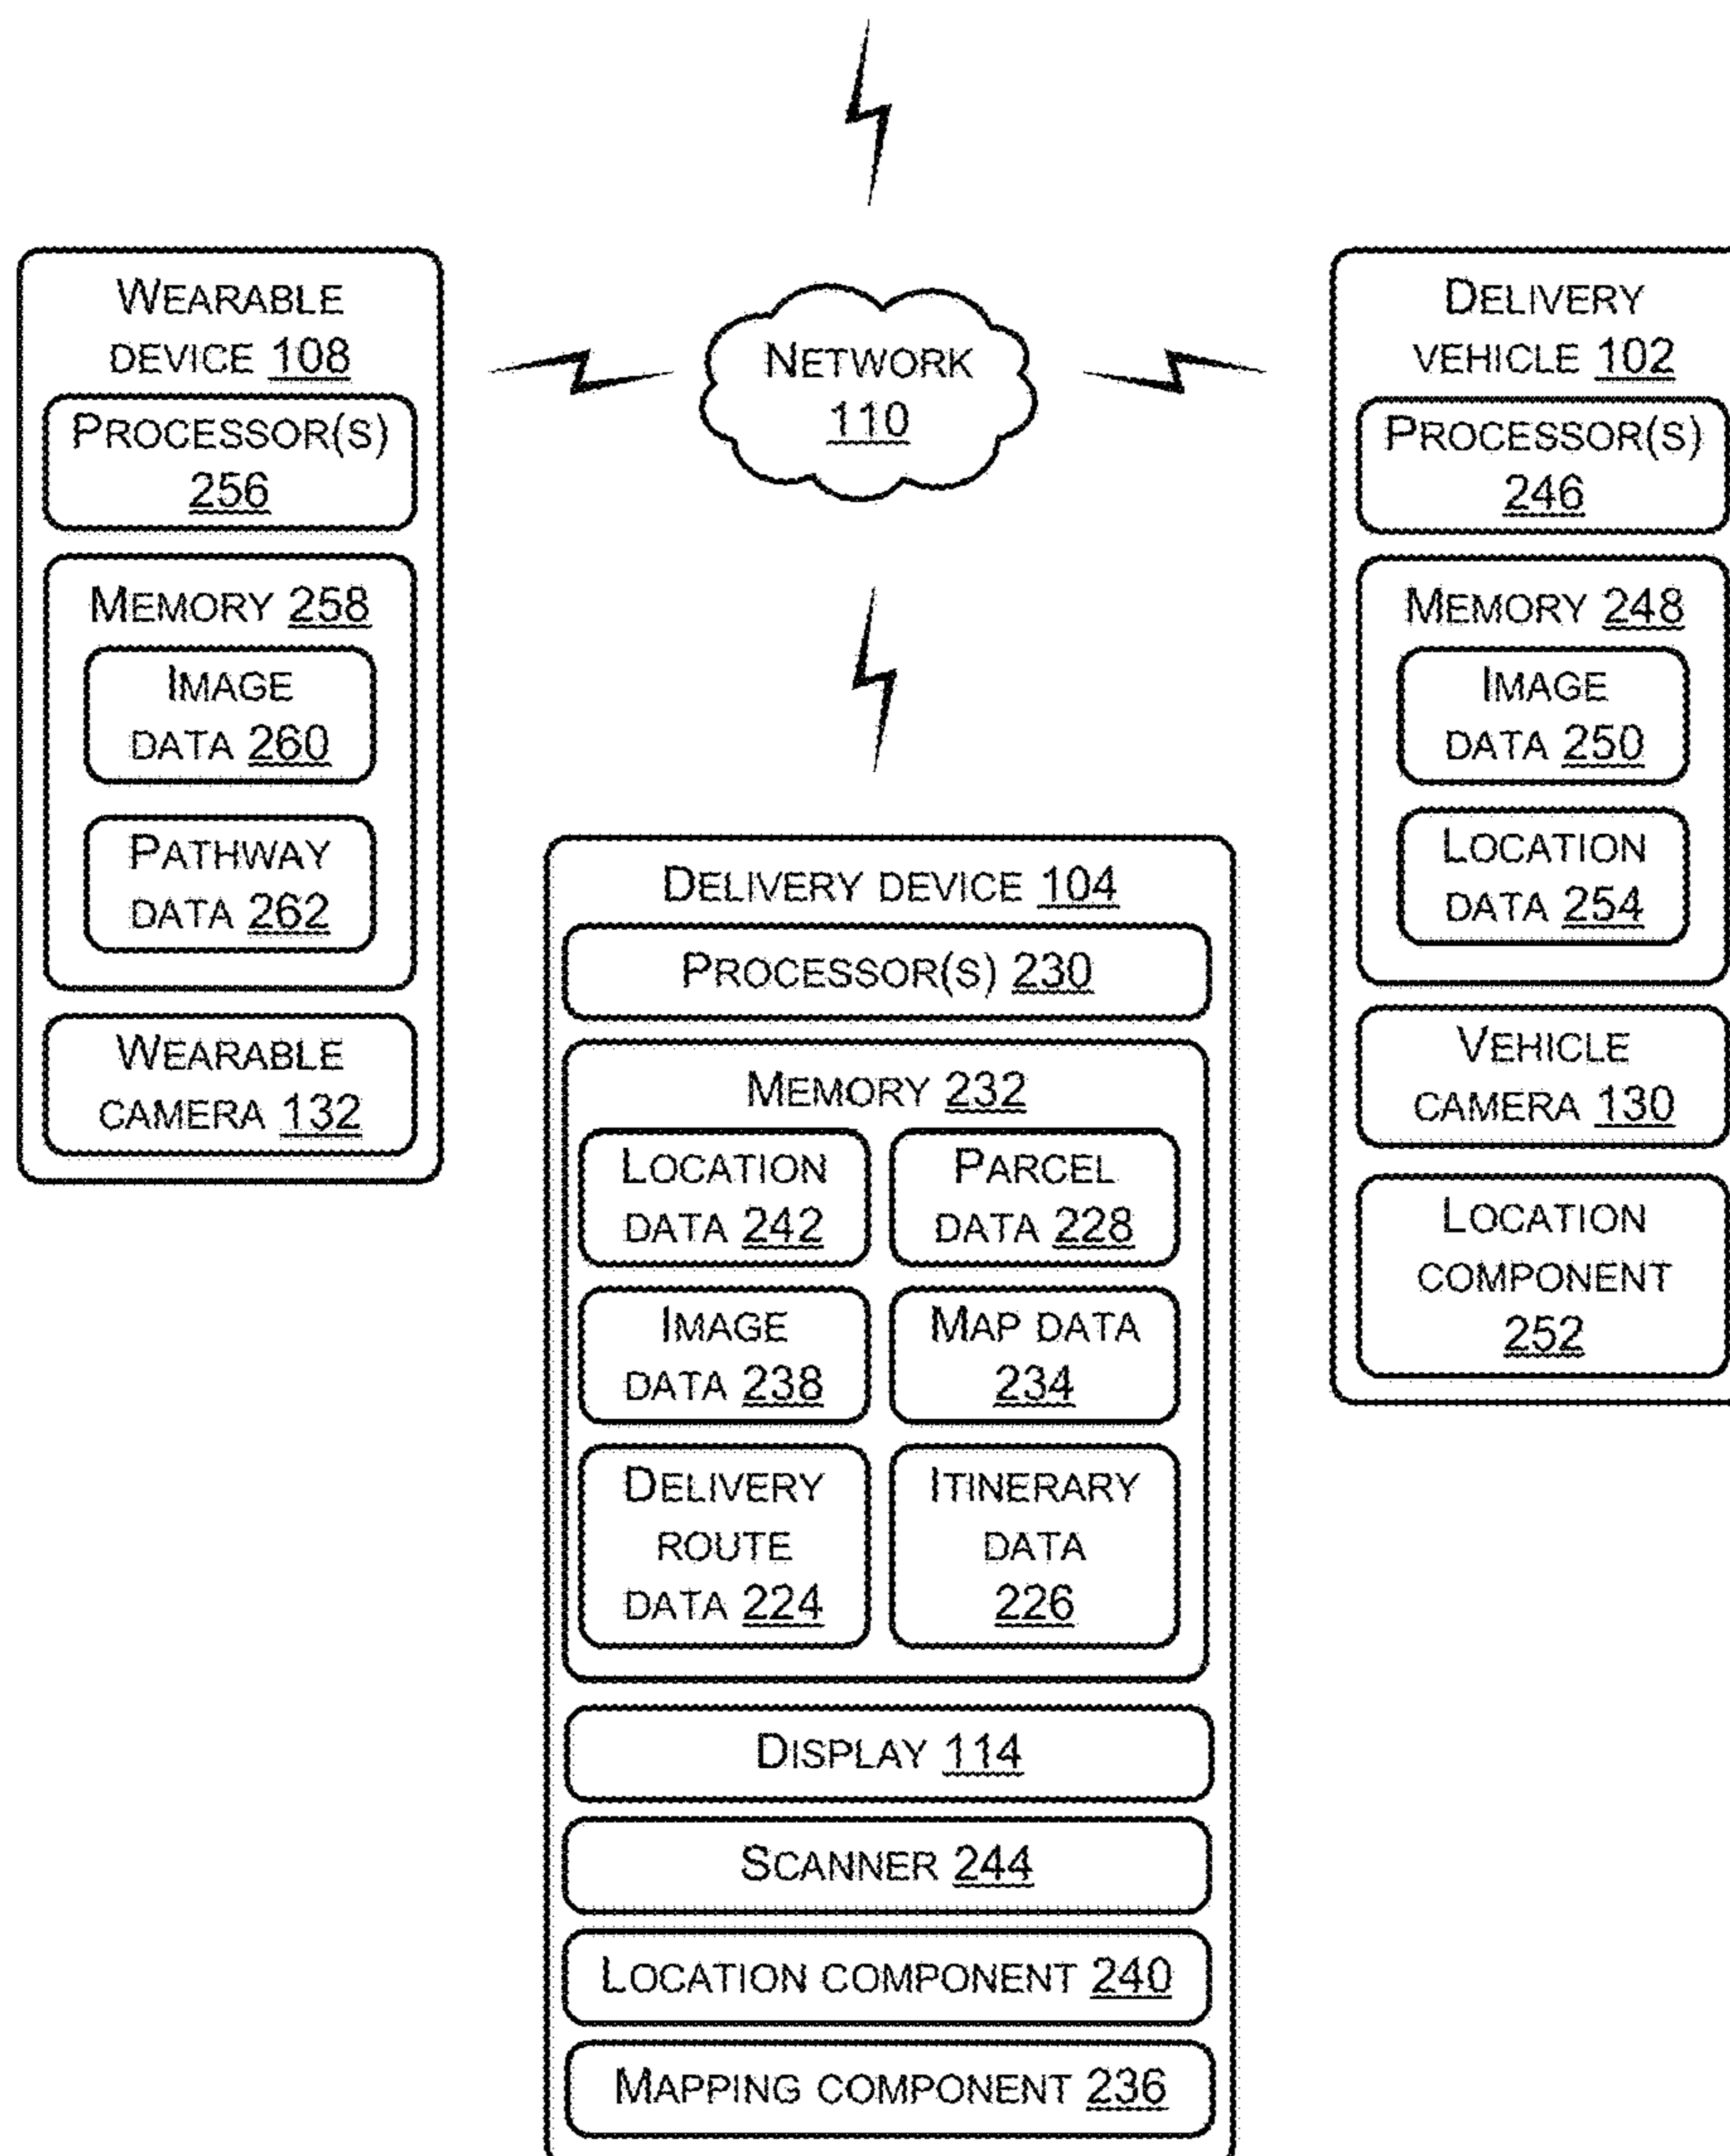 WEARABLE
DEVICE 108
PROCESSOR(S)
256
MEMORY 258
IMAGE
DATA 260
PATHWAY
DATA 262
WEARABLE
CAMERA 132
NETWORK
110
DELIVERY
VEHICLE 102
PROCESSOR(S)
246
MEMORY 248
IMAGE
DATA 250
LOCATION
DATA 254
VEHICLE
CAMERA 130
LOCATION
COMPONENT
252
DELIVERY DEVICE 104
PROCESSOR(S) 230
MEMORY 232
LOCATION
DATA 242
PARCEL
DATA 228
IMAGE
DATA 238
MAP DATA
234
DELIVERY
ROUTE
DATA 224
ITINERARY
DATA
226
DISPLAY 114
SCANNER 244
LOCATION COMPONENT 240
MAPPING COMPONENT 236